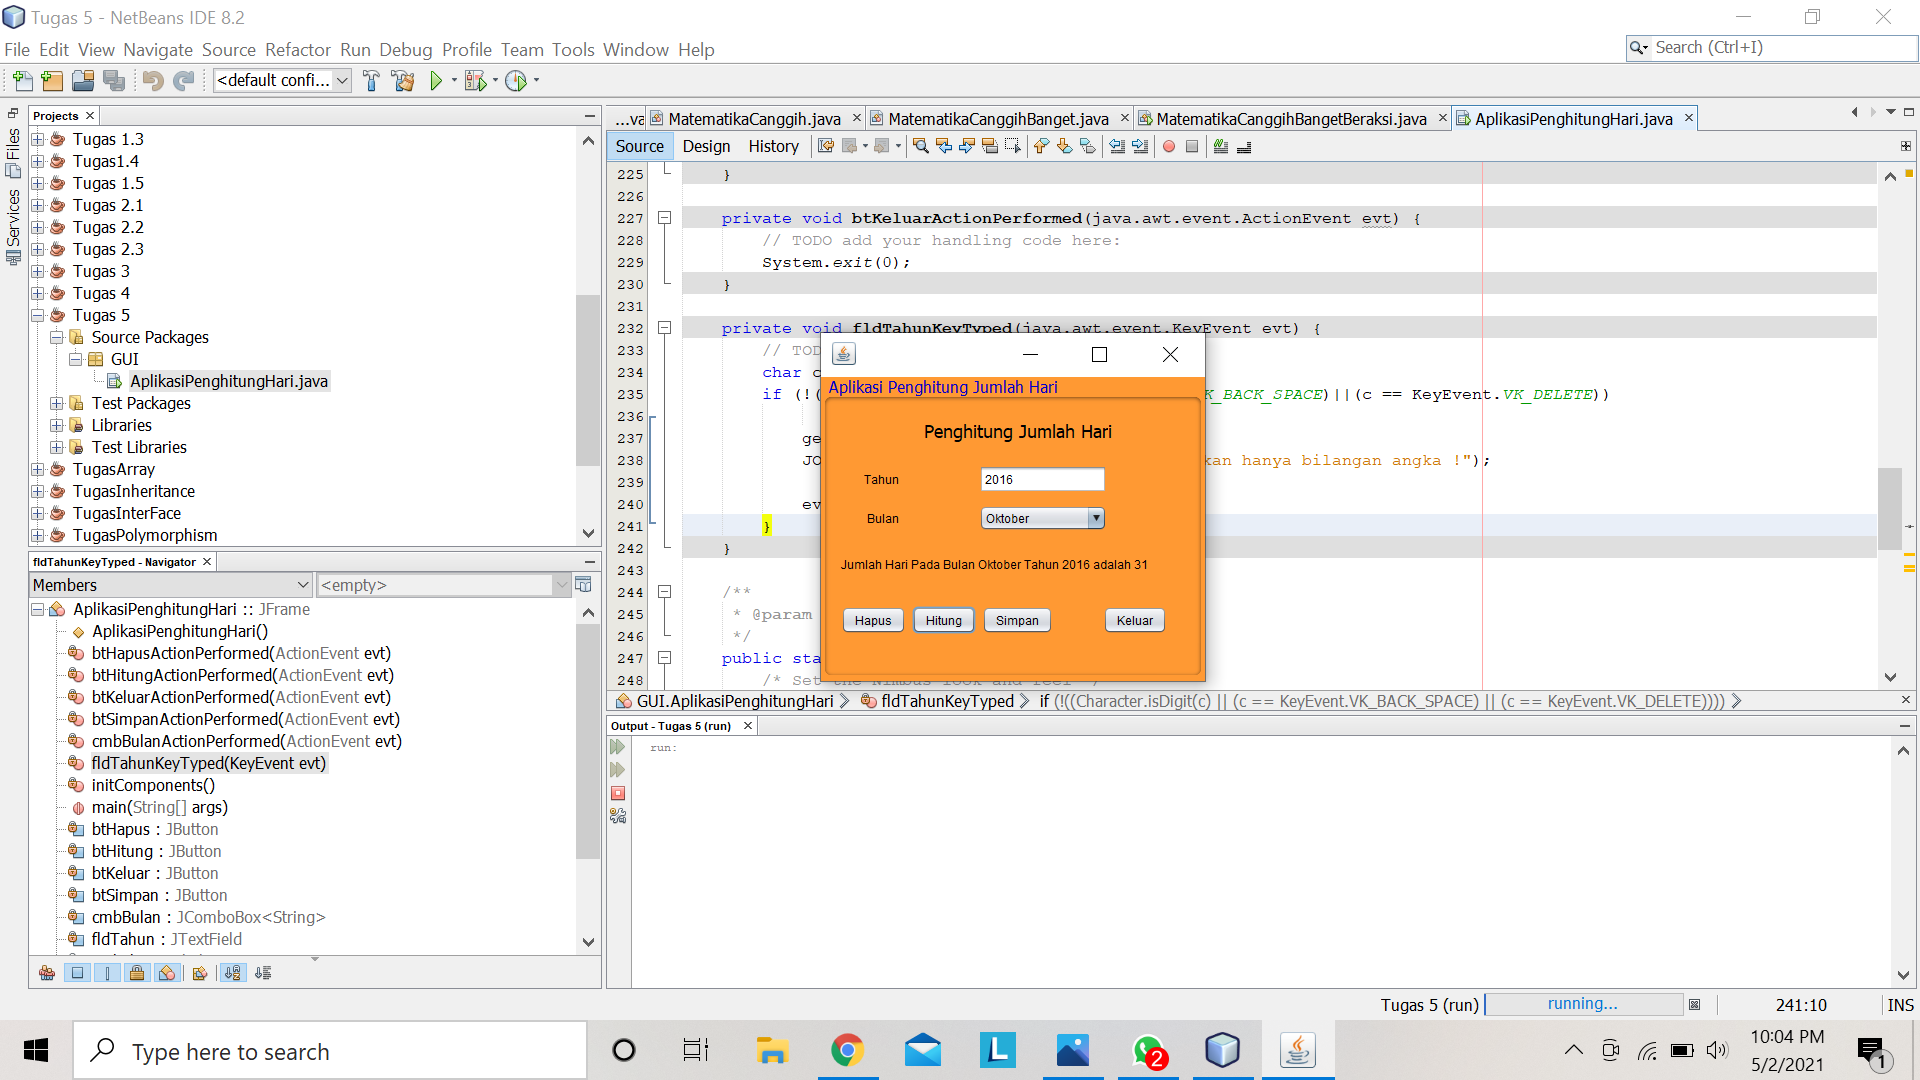 Tugas 5 - NetBeans IDE 8.2
File Edit View Navigate Source Refactor Run Debug Profile Team Tools Window Help
Search (Ctrl+I)
<default confi...
Files
Services
Projects
Tugas 1.3
Tugas1.4
Tugas 1.5
Tugas 2.1
Tugas 2.2
Tugas 2.3
Tugas 3
Tugas 4
Tugas 5
Source Packages
GUI
AplikasiPenghitungHari.java
Test Packages
Libraries
Test Libraries
TugasArray
TugasInheritance
TugasInterFace
TugasPolymorphism
fldTahunKeyTyped - Navigator
Members
<empty>
AplikasiPenghitungHari :: JFrame
AplikasiPenghitungHari()
btHapusActionPerformed(ActionEvent evt)
btHitungActionPerformed(ActionEvent evt)
btKeluarActionPerformed(ActionEvent evt)
btSimpanActionPerformed(ActionEvent evt)
cmbBulanActionPerformed(ActionEvent evt)
fldTahunKeyTyped(KeyEvent evt)
initComponents()
main(String[] args)
btHapus : JButton
btHitung : JButton
btKeluar : JButton
btSimpan : JButton
cmbBulan : JComboBox<String>
fldTahun : JTextField
...va MatematikaCanggih.java MatematikaCanggihBanget.java MatematikaCanggihBangetBeraksi.java AplikasiPenghitungHari.java
Source Design History
225 }
226
227 private void btKeluarActionPerformed(java.awt.event.ActionEvent evt) {
228 // TODO add your handling code here:
229 System.exit(0);
230 }
231
232 private void fldTahunKeyTyped(java.awt.event.KeyEvent evt) {
233 // TOD
234 char c
235 if (!( K_BACK_SPACE)||(c == KeyEvent.VK_DELETE))
236
237 ge
238 JO kan hanya bilangan angka !");
239
240 ev
241 }
242 }
243
244 /**
245 * @param
246 */
247 public sta
248 /* Set the Nimbus look and feel */
Aplikasi Penghitung Jumlah Hari
Penghitung Jumlah Hari
Tahun 2016
Bulan Oktober
Jumlah Hari Pada Bulan Oktober Tahun 2016 adalah 31
Hapus Hitung Simpan Keluar
GUI.AplikasiPenghitungHari fldTahunKeyTyped if (!((Character.isDigit(c) || (c == KeyEvent.VK_BACK_SPACE) || (c == KeyEvent.VK_DELETE))))
Output - Tugas 5 (run)
run:
Tugas 5 (run) running... 241:10 INS
Type here to search
L
2
10:04 PM
5/2/2021
1